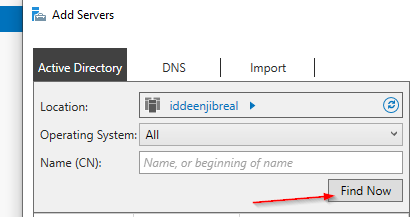 Add Servers
Active Directory DNS Import
Location: iddeenjibreal
Operating System: All
Name (CN): Name, or beginning of name
Find Now